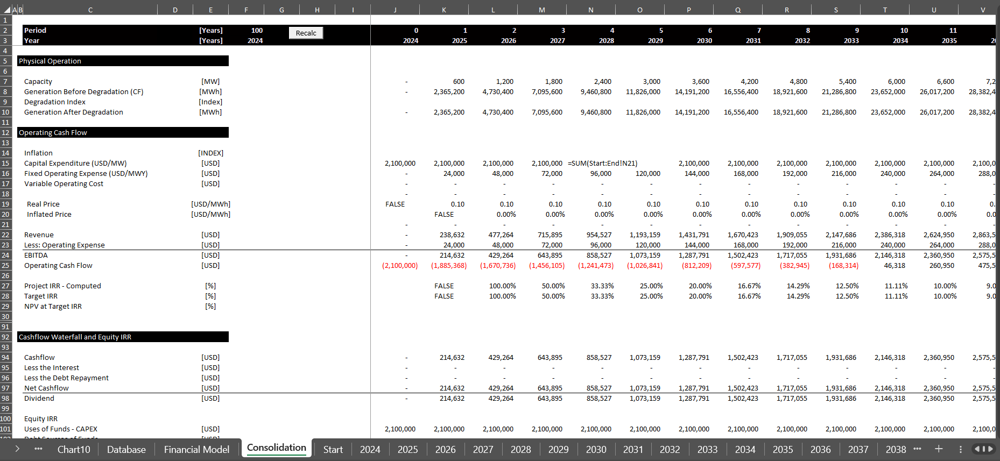 A B C D E F G H I J K L M N O P Q R S T U V
1
2 Period [Years] 100 Recalc 0 1 2 3 4 5 6 7 8 9 10 11
3 Year [Years] 2024 2024 2025 2026 2027 2028 2029 2030 2031 2032 2033 2034 2035 20
4
5 Physical Operation
6
7 Capacity [MW] - 600 1,200 1,800 2,400 3,000 3,600 4,200 4,800 5,400 6,000 6,600 7,2
8 Generation Before Degradation (CF) [MWh] - 2,365,200 4,730,400 7,095,600 9,460,800 11,826,000 14,191,200 16,556,400 18,921,600 21,286,800 23,652,000 26,017,200 28,382,4
9 Degradation Index [Index]
10 Generation After Degradation [MWh] - 2,365,200 4,730,400 7,095,600 9,460,800 11,826,000 14,191,200 16,556,400 18,921,600 21,286,800 23,652,000 26,017,200 28,382,4
11
12 Operating Cash Flow
13
14 Inflation [INDEX]
15 Capital Expenditure (USD/MW) [USD] 2,100,000 2,100,000 2,100,000 2,100,000 =SUM(Start:End!N21) 2,100,000 2,100,000 2,100,000 2,100,000 2,100,000 2,100,000 2,100,0
16 Fixed Operating Expense (USD/MWY) [USD] - 24,000 48,000 72,000 96,000 120,000 144,000 168,000 192,000 216,000 240,000 264,000 288,0
17 Variable Operating Cost [USD] - - - - - - - - - - - - -
18 - - - - - - - - - - - - -
19 Real Price [USD/MWh] FALSE 0.10 0.10 0.10 0.10 0.10 0.10 0.10 0.10 0.10 0.10 0.10 0.
20 Inflated Price [USD/MWh] FALSE 0.00% 0.00% 0.00% 0.00% 0.00% 0.00% 0.00% 0.00% 0.00% 0.00% 0.0
21 - - - - - - - - - - - - -
22 Revenue [USD] - 238,632 477,264 715,895 954,527 1,193,159 1,431,791 1,670,423 1,909,055 2,147,686 2,386,318 2,624,950 2,863,5
23 Less: Operating Expense [USD] - 24,000 48,000 72,000 96,000 120,000 144,000 168,000 192,000 216,000 240,000 264,000 288,0
24 EBITDA [USD] - 214,632 429,264 643,895 858,527 1,073,159 1,287,791 1,502,423 1,717,055 1,931,686 2,146,318 2,360,950 2,575,5
25 Operating Cash Flow [USD] (2,100,000) (1,885,368) (1,670,736) (1,456,105) (1,241,473) (1,026,841) (812,209) (597,577) (382,945) (168,314) 46,318 260,950 475,5
26
27 Project IRR - Computed [%] FALSE 100.00% 50.00% 33.33% 25.00% 20.00% 16.67% 14.29% 12.50% 11.11% 10.00% 9.0
28 Target IRR [%] FALSE 100.00% 50.00% 33.33% 25.00% 20.00% 16.67% 14.29% 12.50% 11.11% 10.00% 9.0
29 NPV at Target IRR [%]
30
91
92 Cashflow Waterfall and Equity IRR
93
94 Cashflow [USD] - 214,632 429,264 643,895 858,527 1,073,159 1,287,791 1,502,423 1,717,055 1,931,686 2,146,318 2,360,950 2,575,5
95 Less the Interest [USD] - - - - - - - - - - - -
96 Less the Debt Repayment [USD] - - - - - - - - - - - -
97 Net Cashflow [USD] - 214,632 429,264 643,895 858,527 1,073,159 1,287,791 1,502,423 1,717,055 1,931,686 2,146,318 2,360,950 2,575,5
98 Dividend [USD] - 214,632 429,264 643,895 858,527 1,073,159 1,287,791 1,502,423 1,717,055 1,931,686 2,146,318 2,360,950 2,575,5
99
100 Equity IRR
101 Uses of Funds - CAPEX [USD] 2,100,000 2,100,000 2,100,000 2,100,000 2,100,000 2,100,000 2,100,000 2,100,000 2,100,000 2,100,000 2,100,000 2,100,000 2,100,0
Chart10 Database Financial Model Consolidation Start 2024 2025 2026 2027 2028 2029 2030 2031 2032 2033 2034 2035 2036 2037 2038